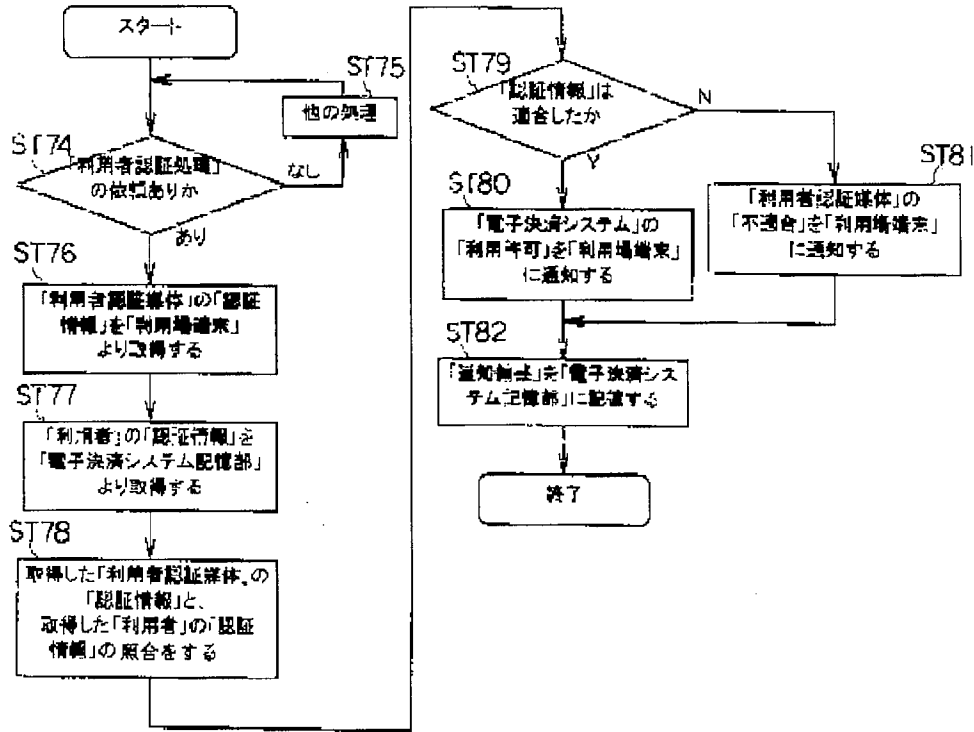 スタート
ST75
他の処理
ST74
「利用者認証処理」
の依頼ありか
なし
あり
ST76
「利用者認証媒体」の「認証
情報」を「利用場端末」
より取得する
ST77
「利用者」の「認証情報」を
「電子決済システム記憶部」
より取得する
ST78
取得した「利用者認証媒体」の
「認証情報」と、
取得した「利用者」の「認証
情報」の照合をする
ST79
「認証情報」は
適合したか
N
Y
ST80
「電子決済システム」の
「利用許可」を「利用場端末」
に通知する
ST81
「利用者認証媒体」の
「不適合」を「利用場端末」
に通知する
ST82
を「電子決済シス
テム記憶部」に記憶する
終了